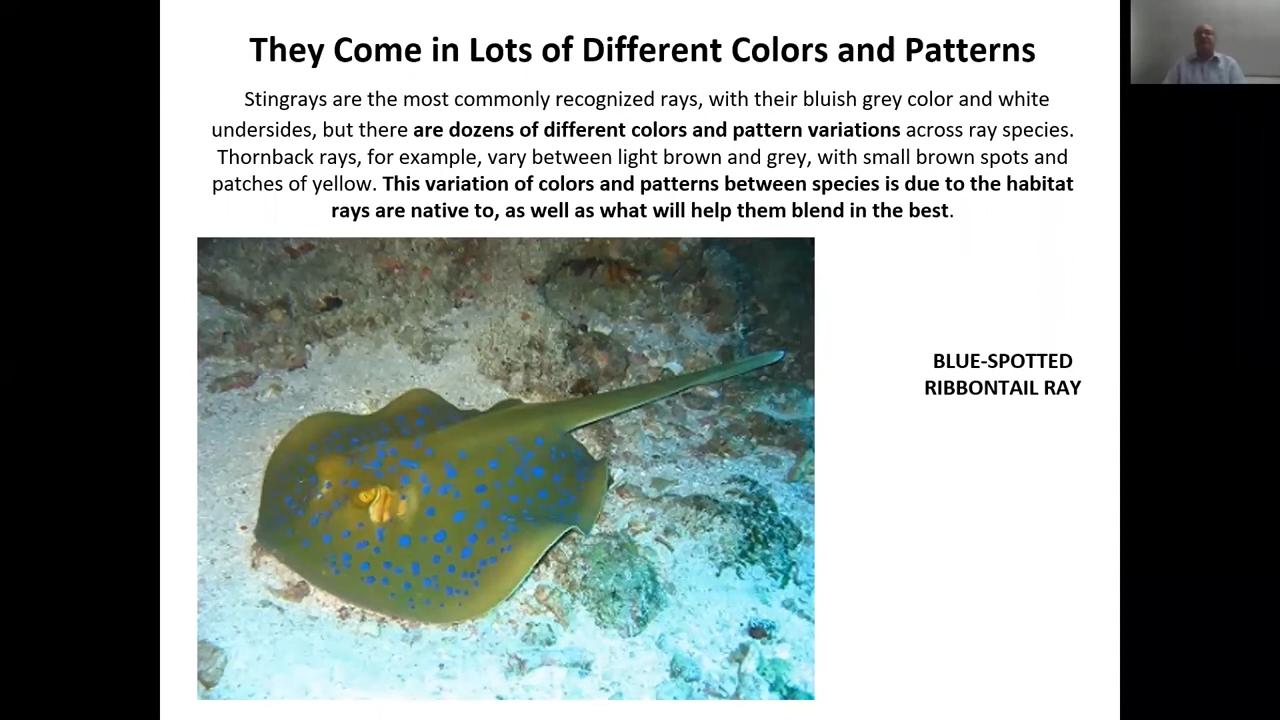 They Come in Lots of Different Colors and Patterns
Stingrays are the most commonly recognized rays, with their bluish grey color and white
undersides, but there are dozens of different colors and pattern variations across ray species.
Thornback rays, for example, vary between light brown and grey, with small brown spots and
patches of yellow. This variation of colors and patterns between species is due to the habitat
rays are native to, as well as what will help them blend in the best.
BLUE-SPOTTED
RIBBONTAIL RAY